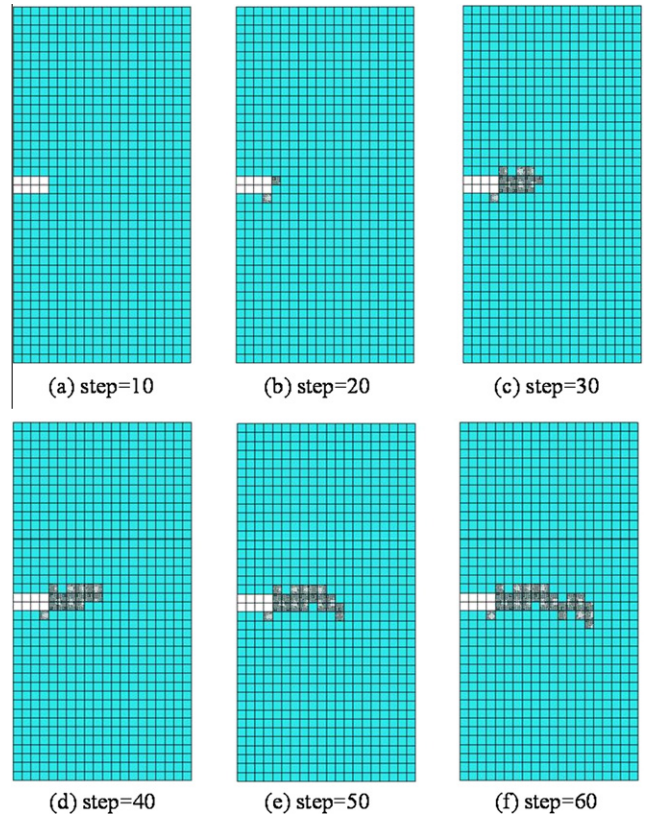 (a) step=10
(b) step=20
(c) step=30
(d) step=40
(e) step=50
(f) step=60